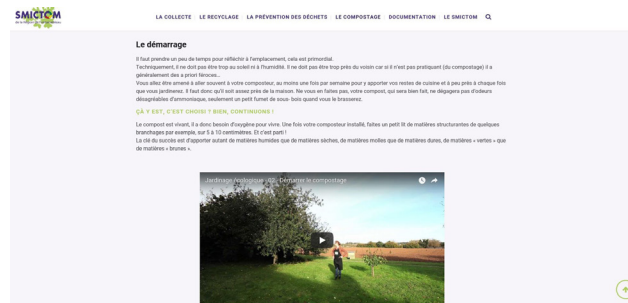 SMICTOM
LA COLLECTE LE RECYCLAGE LA PRÉVENTION DES DÉCHETS LE COMPOSTAGE DOCUMENTATION LE SMICTOM
Le démarrage
Il faut prendre un peu de temps pour réfléchir à l'emplacement, cela est primordial.
Techniquement, il ne doit pas être trop au soleil ni à l'humidité. Il ne doit pas être trop près du voisin car si il n'est pas pratiquant (du compostage) il a
généralement des a priori féroces...
Vous allez être amené à aller souvent à votre composteur, au moins une fois par semaine pour y apporter vos restes de cuisine et à peu près à chaque fois
que vous jardinerez. Il faut donc qu'il soit assez près de la maison. Ne vous en faites pas, votre compost, qui sera bien fait, ne dégagera pas d'odeurs
désagréables d'ammoniaque, seulement un petit fumet de sous- bois quand vous le brasserez.
ÇÀ Y EST, C'EST CHOISI ? BIEN, CONTINUONS !
Le compost est vivant, il a donc besoin d'oxygène pour vivre. Une fois votre composteur installé, faites un petit lit de matières structurantes de quelques
branchages par exemple, sur 5 à 10 centimètres. Et c'est parti !
La clé du succès est d'apporter autant de matières humides que de matières sèches, de matières molles que de matières dures, de matières « vertes » que
de matières « brunes ».
Jardinage écologique : 02 - Démarrer le compostage